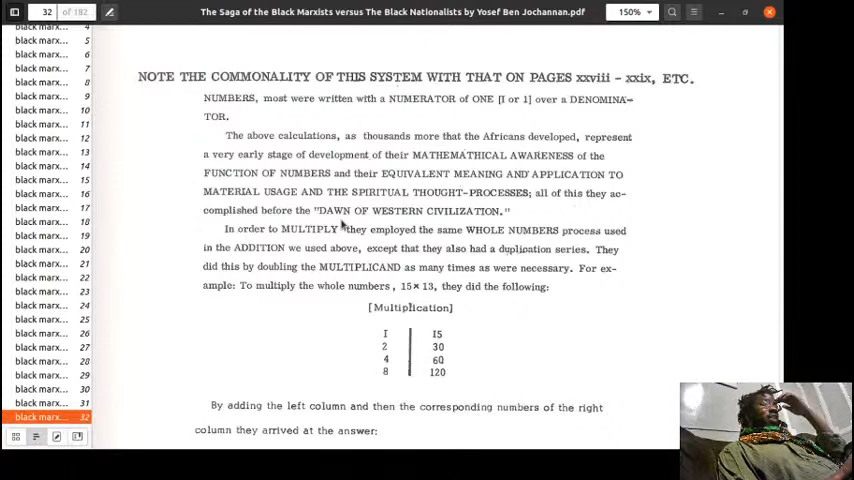 32 of 182
The Saga of the Black Marxists versus The Black Nationalists by Yosef Ben Jochannan.pdf
150%
black marx... 4
black marx... 5
black marx... 6
black marx... 7
black marx... 8
black marx... 9
black marx... 10
black marx... 11
black marx... 12
black marx... 13
black marx... 14
black marx... 15
black marx... 16
black marx... 17
black marx... 18
black marx... 19
black marx... 20
black marx... 21
black marx... 22
black marx... 23
black marx... 24
black marx... 25
black marx... 26
black marx... 27
black marx... 28
black marx... 29
black marx... 30
black marx... 31
black marx... 32
NOTE THE COMMONALITY OF THIS SYSTEM WITH THAT ON PAGES xxviii - xxix, ETC.
NUMBERS, most were written with a NUMERATOR of ONE [I or 1] over a DENOMINA-
TOR.
The above calculations, as thousands more that the Africans developed, represent
a very early stage of development of their MATHEMATHICAL AWARENESS of the
FUNCTION OF NUMBERS and their EQUIVALENT MEANING AND APPLICATION TO
MATERIAL USAGE AND THE SPIRITUAL THOUGHT-PROCESSES; all of this they ac-
complished before the "DAWN OF WESTERN CIVILIZATION."
In order to MULTIPLY they employed the same WHOLE NUMBERS process used
in the ADDITION we used above, except that they also had a duplication series. They
did this by doubling the MULTIPLICAND as many times as were necessary. For ex-
ample: To multiply the whole numbers, 15 × 13, they did the following:
[Multiplication]
I 15
2 30
4 60
8 120
By adding the left column and then the corresponding numbers of the right
column they arrived at the answer: